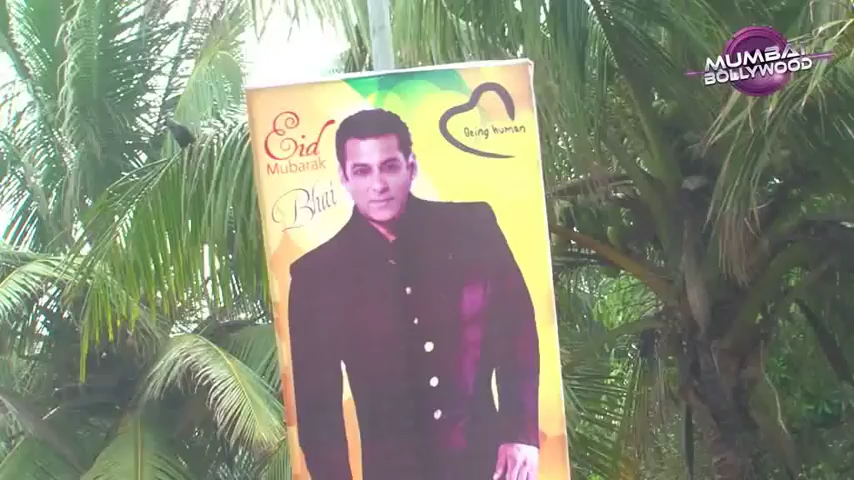 MUMBAI
BOLLYWOOD
Eid
Mubarak
Bhai
Being human